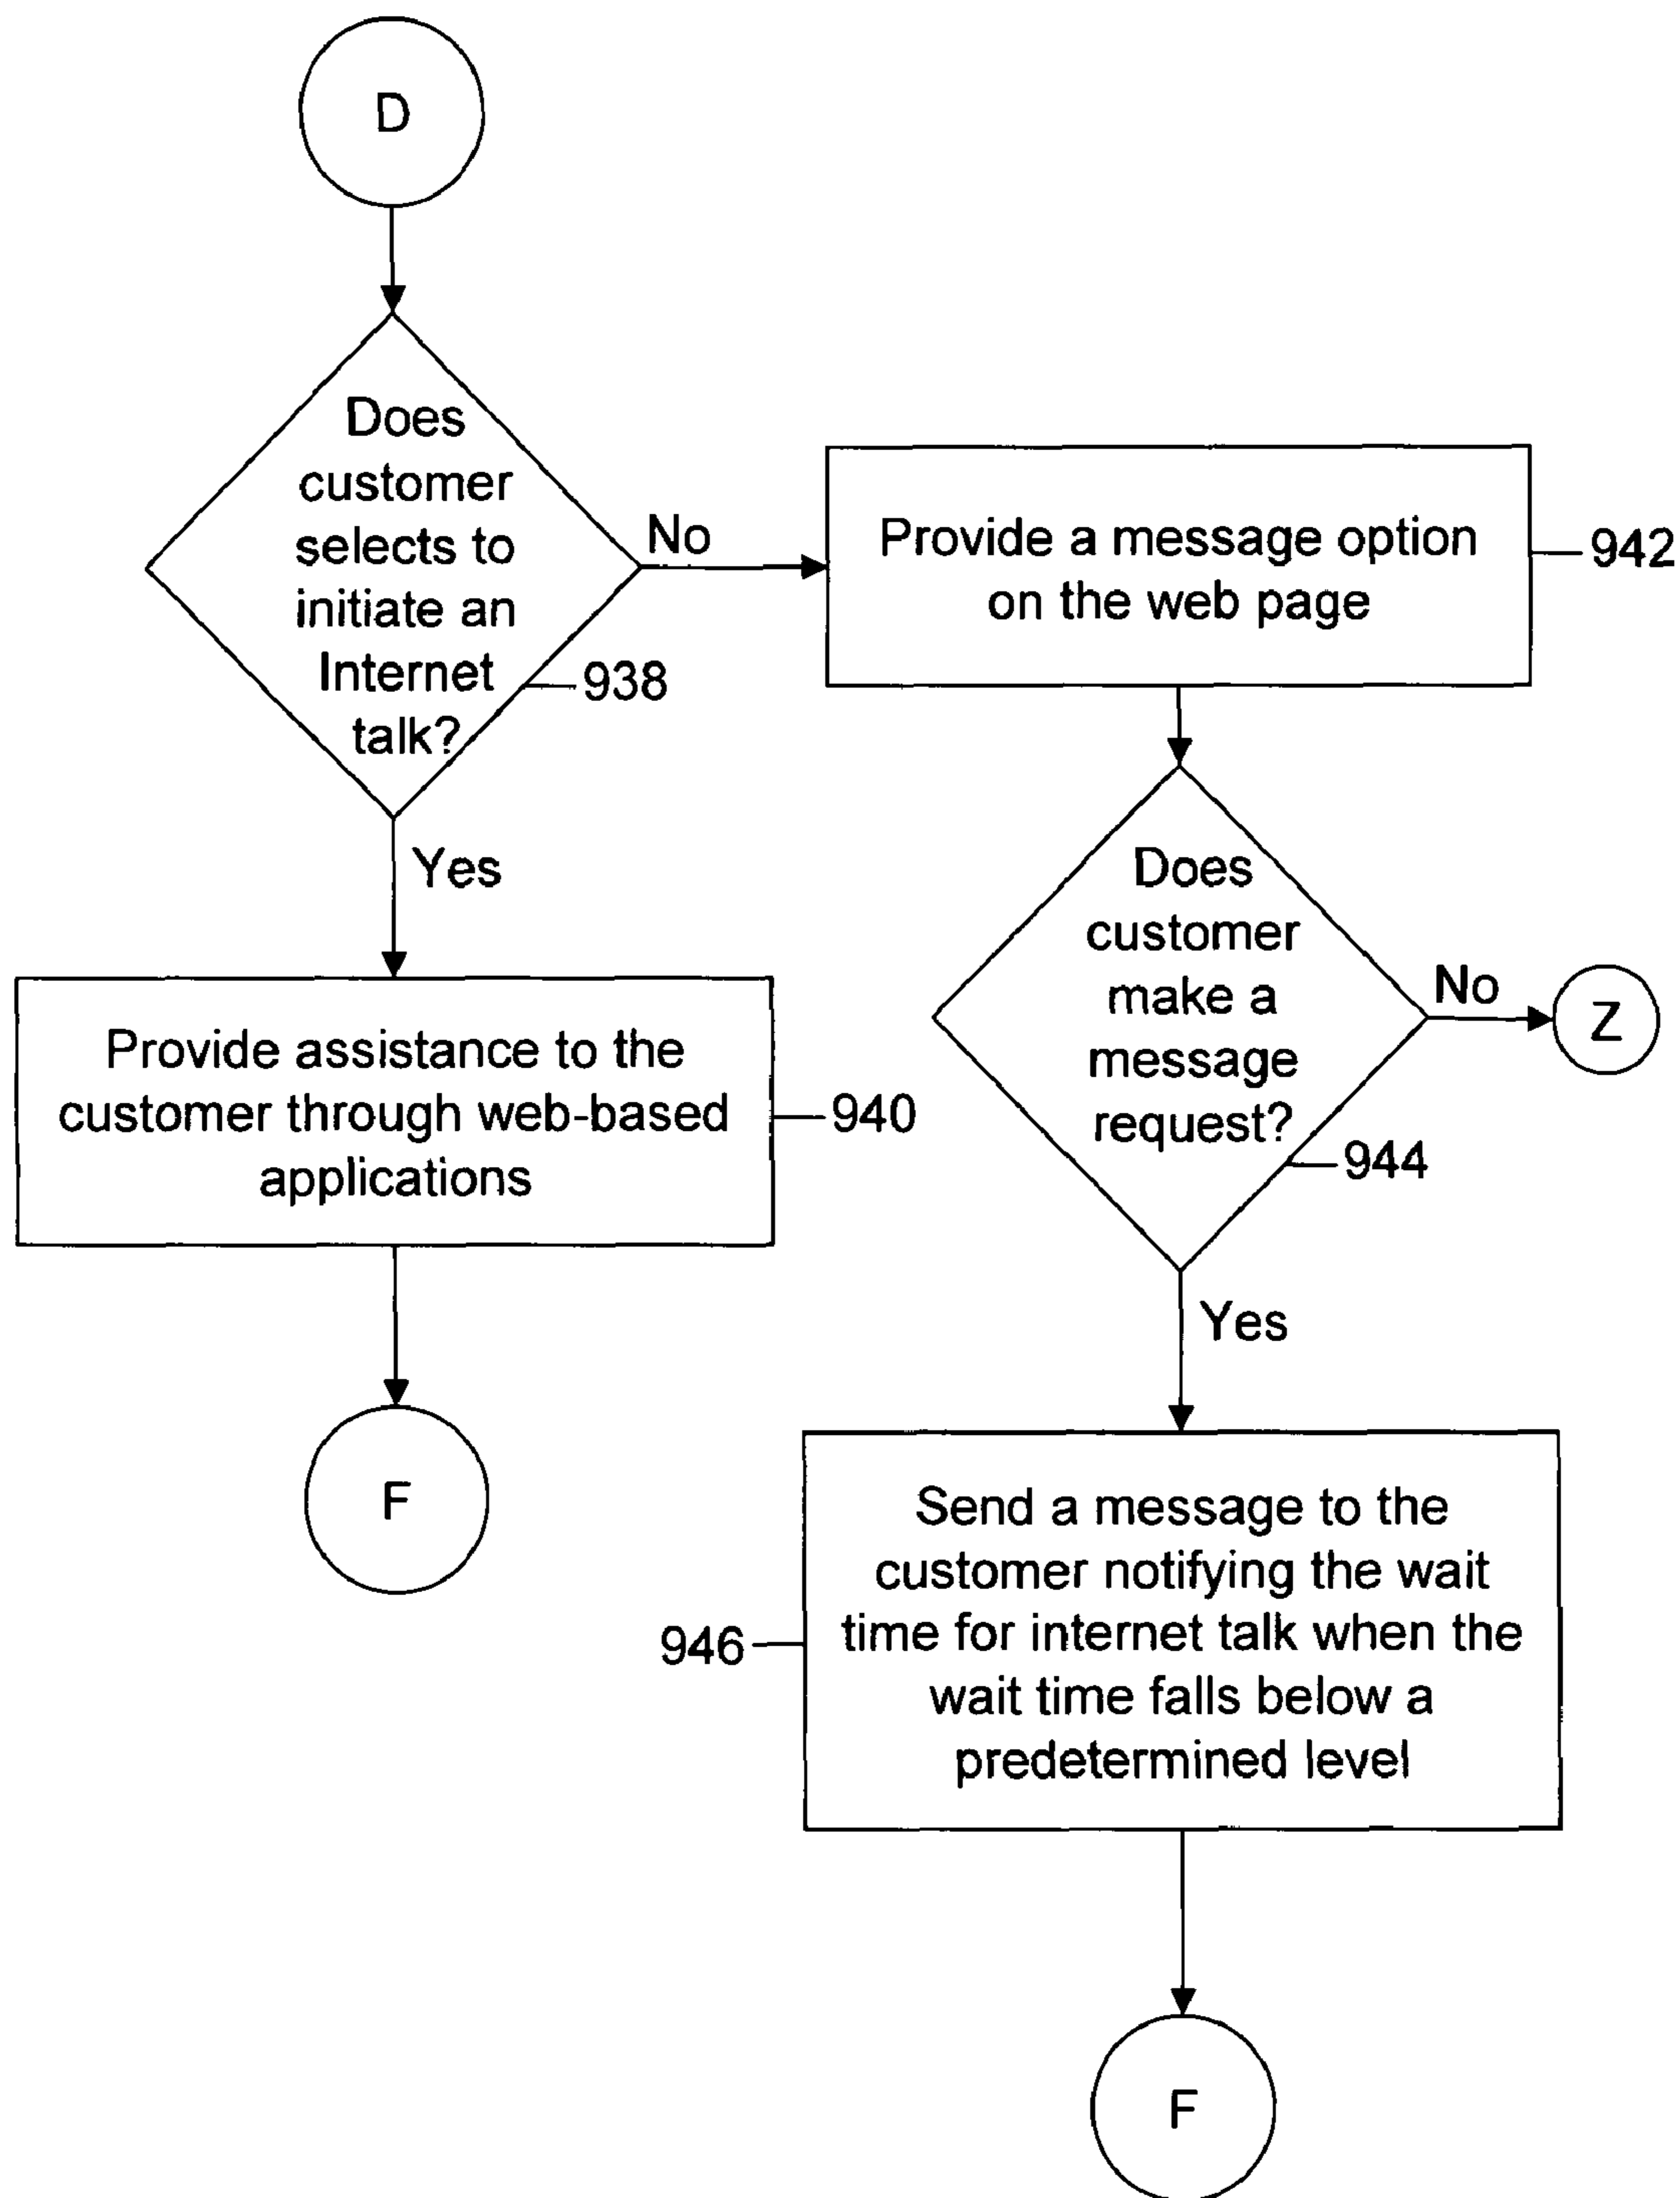 D
Does
customer
selects to
initiate an
Internet
talk?
938
No
Provide a message option
on the web page
942
Yes
Provide assistance to the
customer through web-based
applications
940
F
Does
customer
make a
message
request?
944
No
Z
Yes
Send a message to the
customer notifying the wait
time for internet talk when the
wait time falls below a
predetermined level
946
F